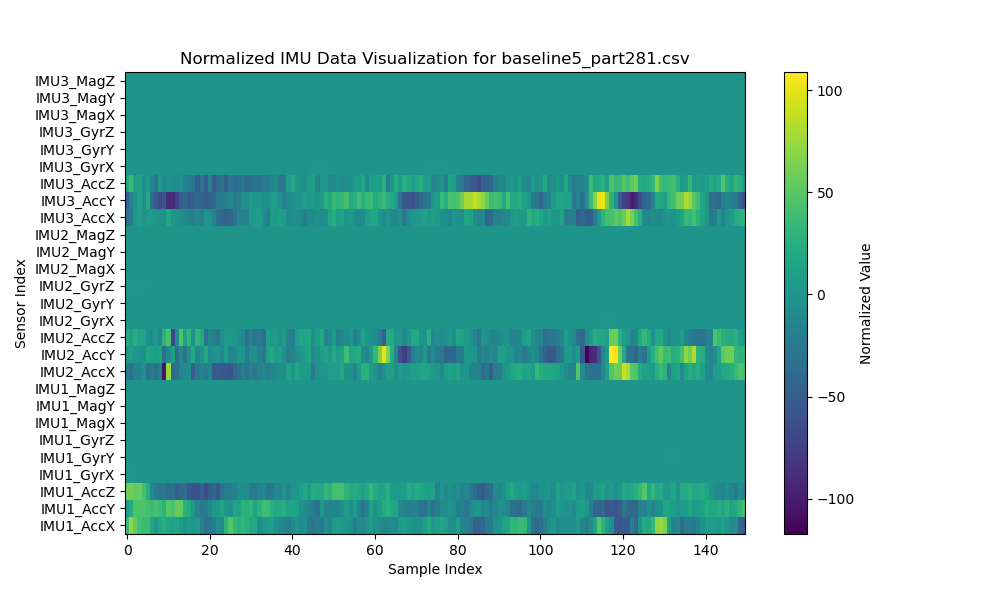 Normalized IMU Data Visualization for baseline5_part281.csv
IMU3_MagZ
IMU3_MagY
IMU3_MagX
IMU3_GyrZ
IMU3_GyrY
IMU3_GyrX
IMU3_AccZ
IMU3_AccY
IMU3_AccX
IMU2_MagZ
IMU2_MagY
IMU2_MagX
IMU2_GyrZ
IMU2_GyrY
IMU2_GyrX
IMU2_AccZ
IMU2_AccY
IMU2_AccX
IMU1_MagZ
IMU1_MagY
IMU1_MagX
IMU1_GyrZ
IMU1_GyrY
IMU1_GyrX
IMU1_AccZ
IMU1_AccY
IMU1_AccX
Sensor Index
0 20 40 60 80 100 120 140
Sample Index
100
50
0
−50
−100
Normalized Value